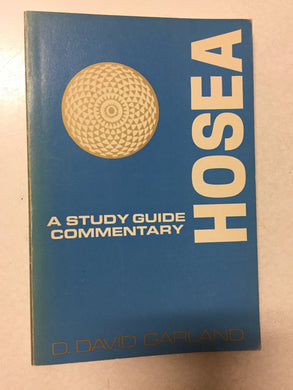 HOSEA
A STUDY GUIDE
COMMENTARY
D. DAVID GARLAND